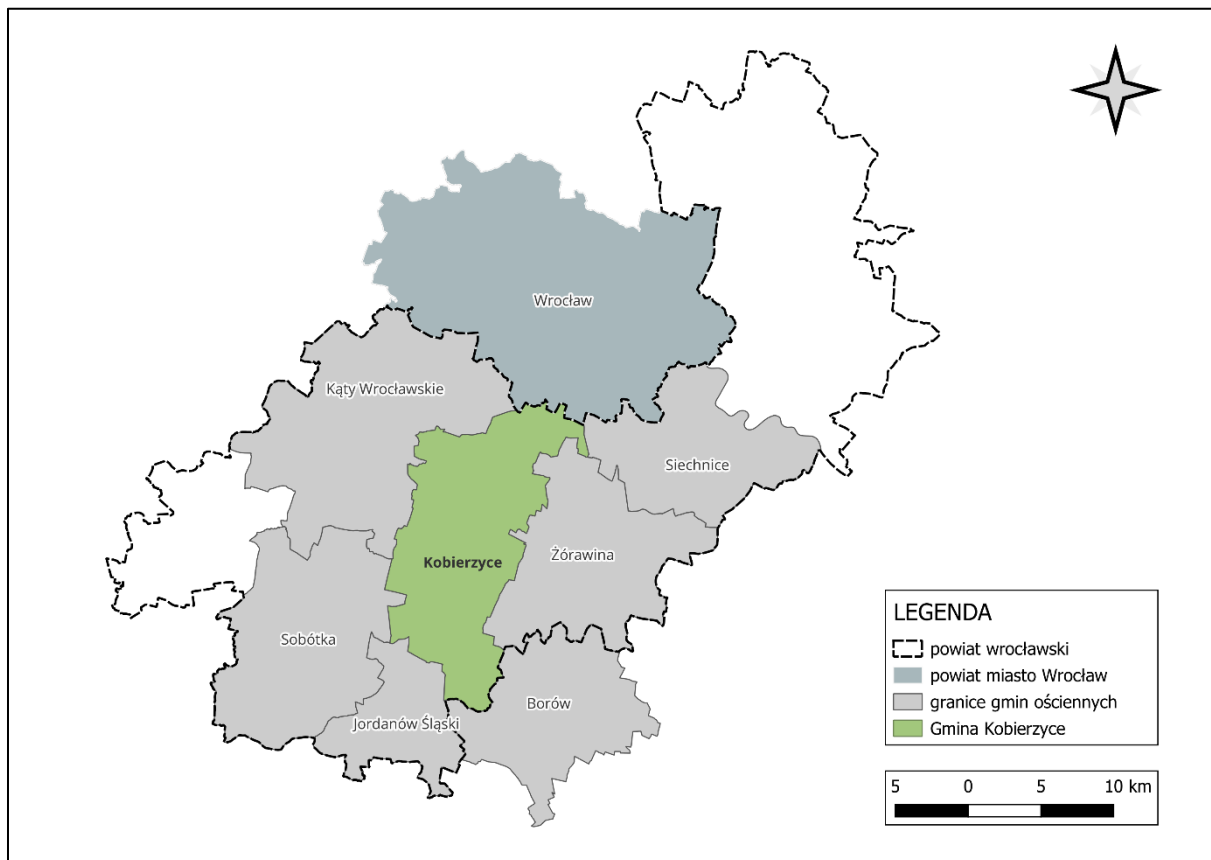 Wrocław
Kąty Wrocławskie
Siechnice
Żórawina
Kobierzyce
Sobótka
Borów
Jordanów Śląski
LEGENDA
powiat wrocławski
powiat miasto Wrocław
granice gmin ościennych
Gmina Kobierzyce
5 0 5 10 km